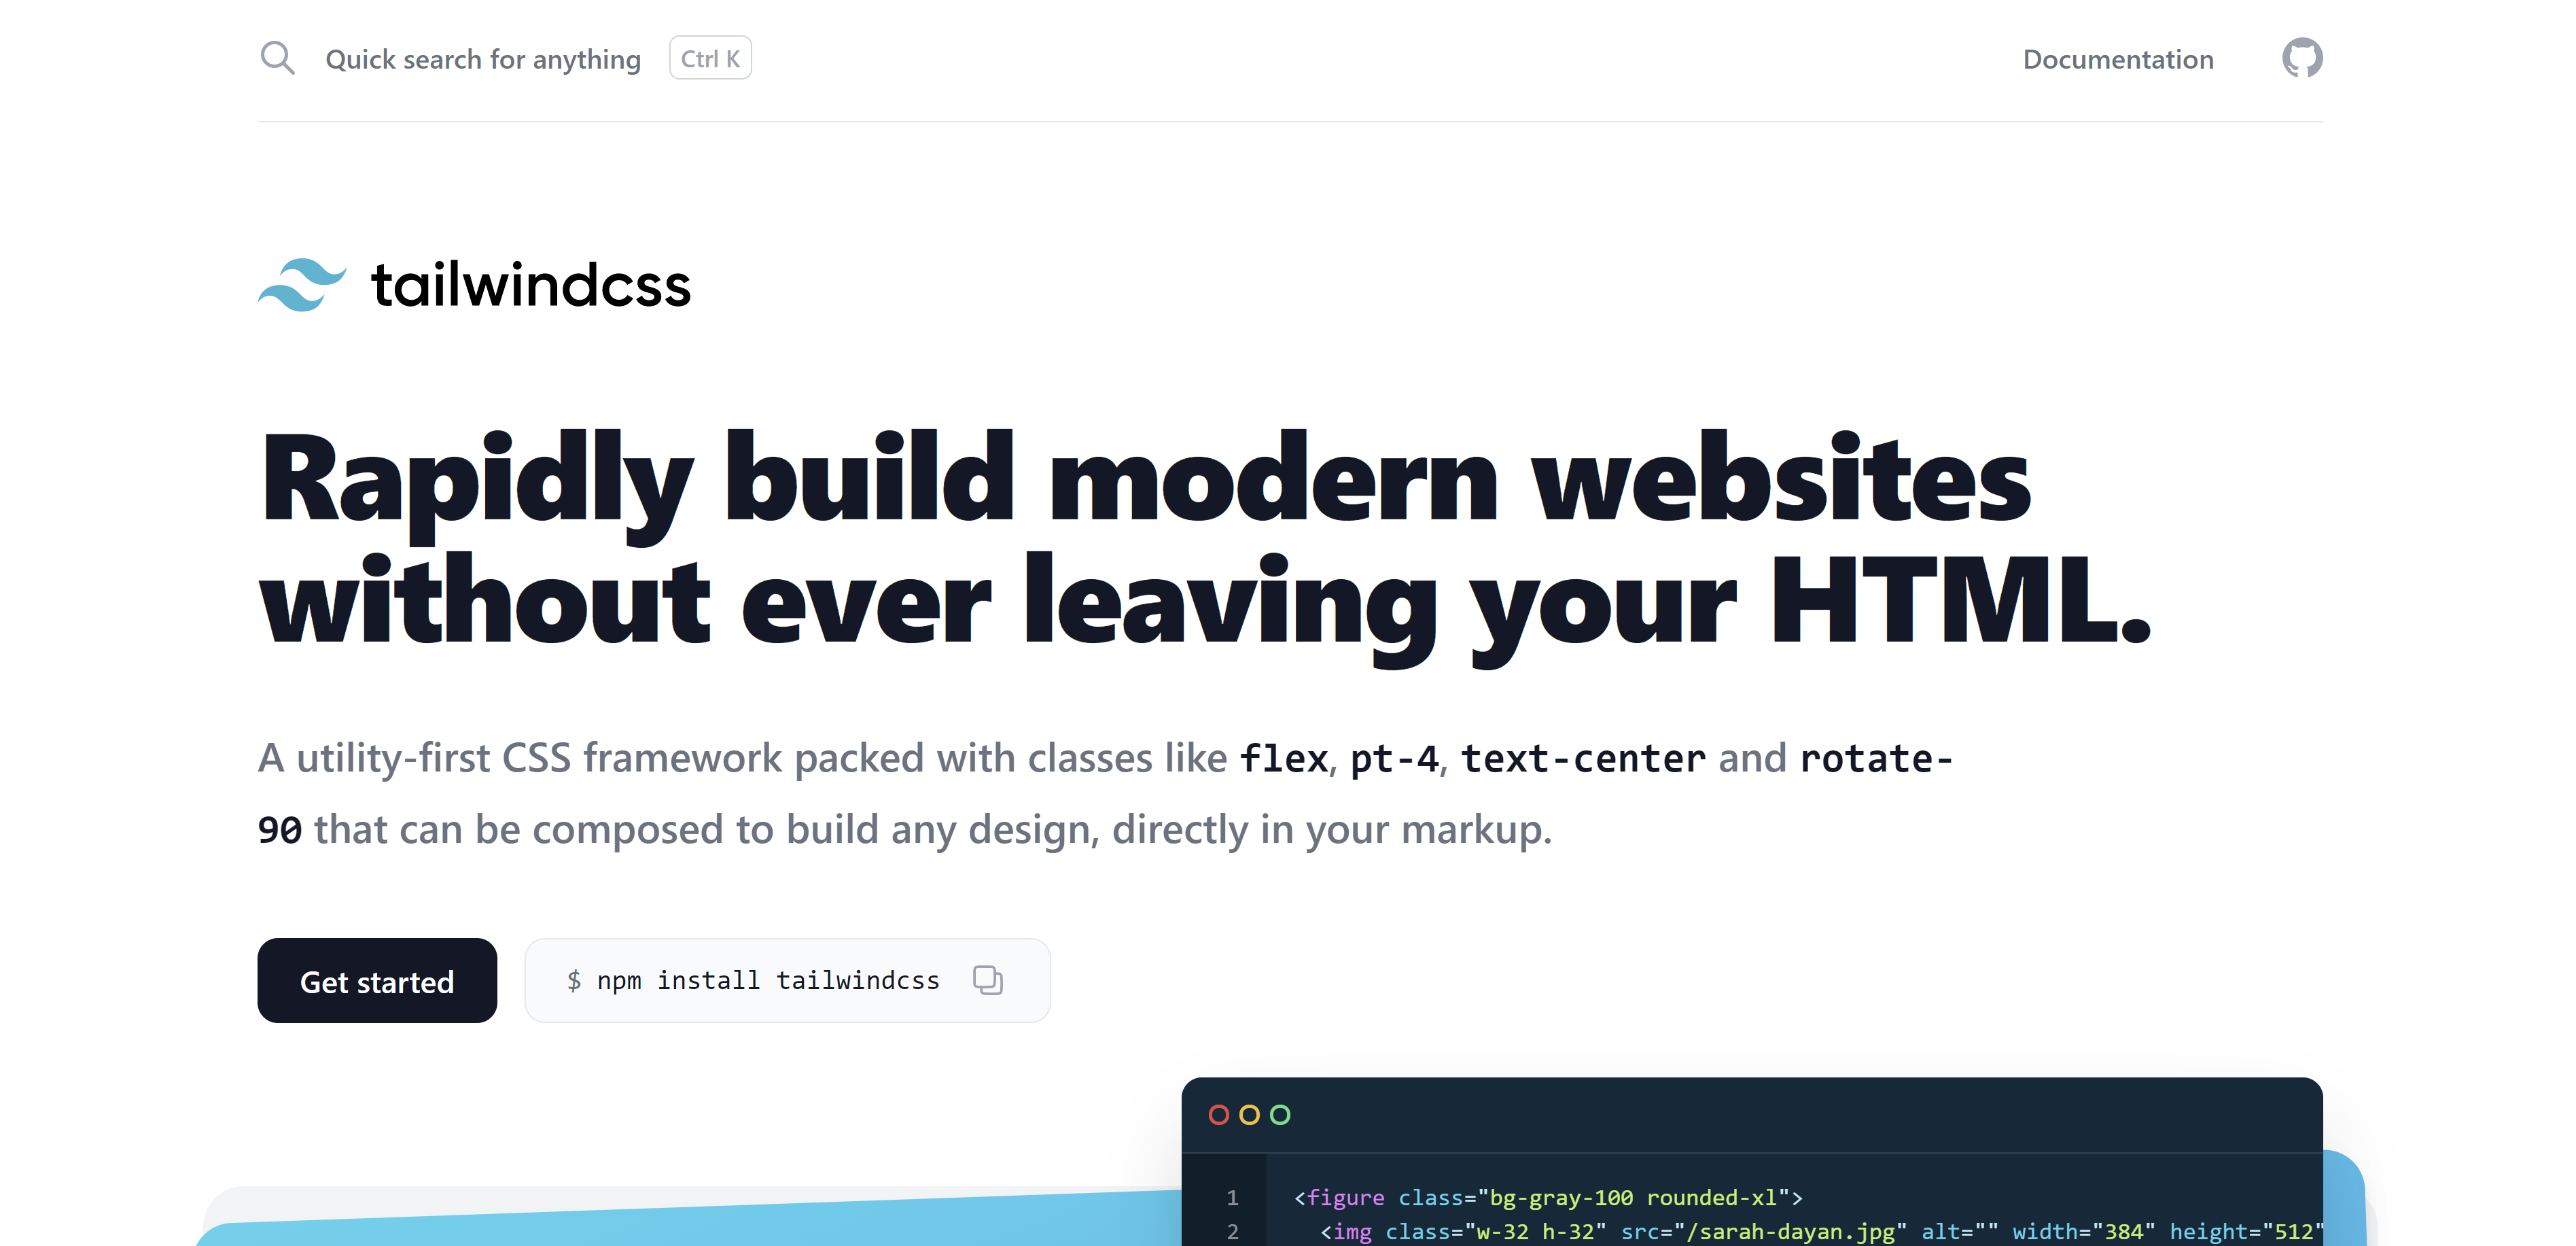 Quick search for anything Ctrl K Documentation
tailwindcss
Rapidly build modern websites
without ever leaving your HTML.
A utility-first CSS framework packed with classes like flex, pt-4, text-center and rotate-
90 that can be composed to build any design, directly in your markup.
Get started $ npm install tailwindcss
1 <figure class="bg-gray-100 rounded-xl">
2 <img class="w-32 h-32" src="/sarah-dayan.jpg" alt="" width="384" height="512"